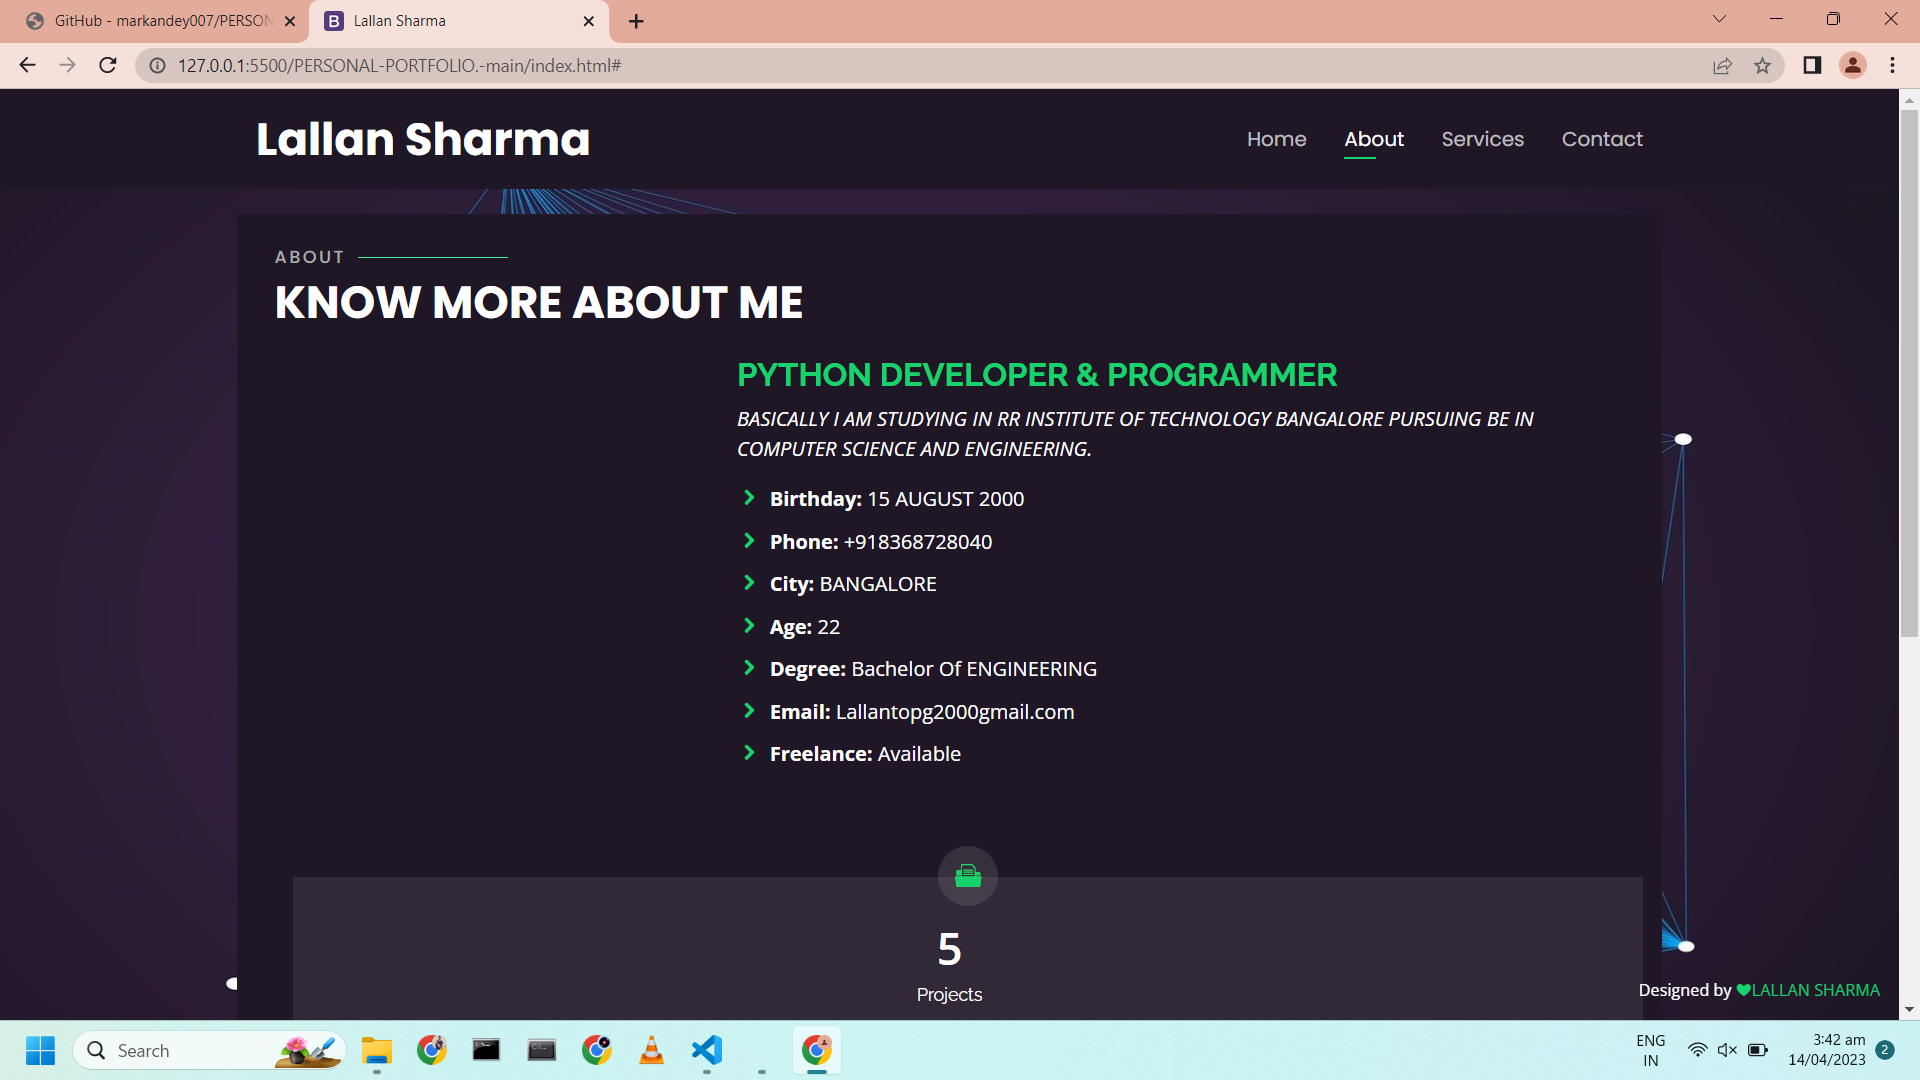 GitHub - markandey007/PERSON
Lallan Sharma
127.0.0.1:5500/PERSONAL-PORTFOLIO.-main/index.html#
Lallan Sharma
Home About Services Contact
ABOUT
KNOW MORE ABOUT ME
PYTHON DEVELOPER & PROGRAMMER
BASICALLY I AM STUDYING IN RR INSTITUTE OF TECHNOLOGY BANGALORE PURSUING BE IN
COMPUTER SCIENCE AND ENGINEERING.
Birthday: 15 AUGUST 2000
Phone: +918368728040
City: BANGALORE
Age: 22
Degree: Bachelor Of ENGINEERING
Email: Lallantopg2000gmail.com
Freelance: Available
5
Projects
Designed by LALLAN SHARMA
Search
ENG
IN
3:42 am
14/04/2023
2